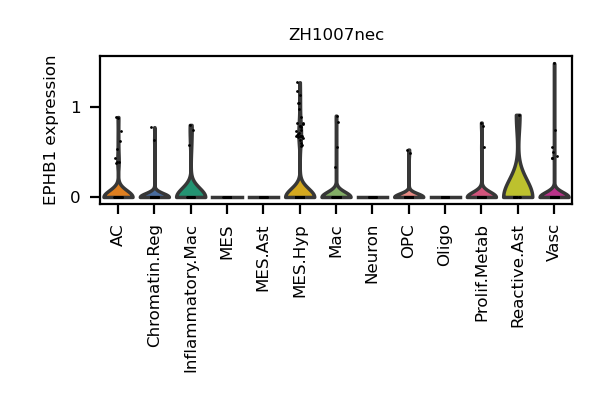 ZH1007nec
EPHB1 expression
1
0
AC
Chromatin.Reg
Inflammatory.Mac
MES
MES.Ast
MES.Hyp
Mac
Neuron
OPC
Oligo
Prolif.Metab
Reactive.Ast
Vasc